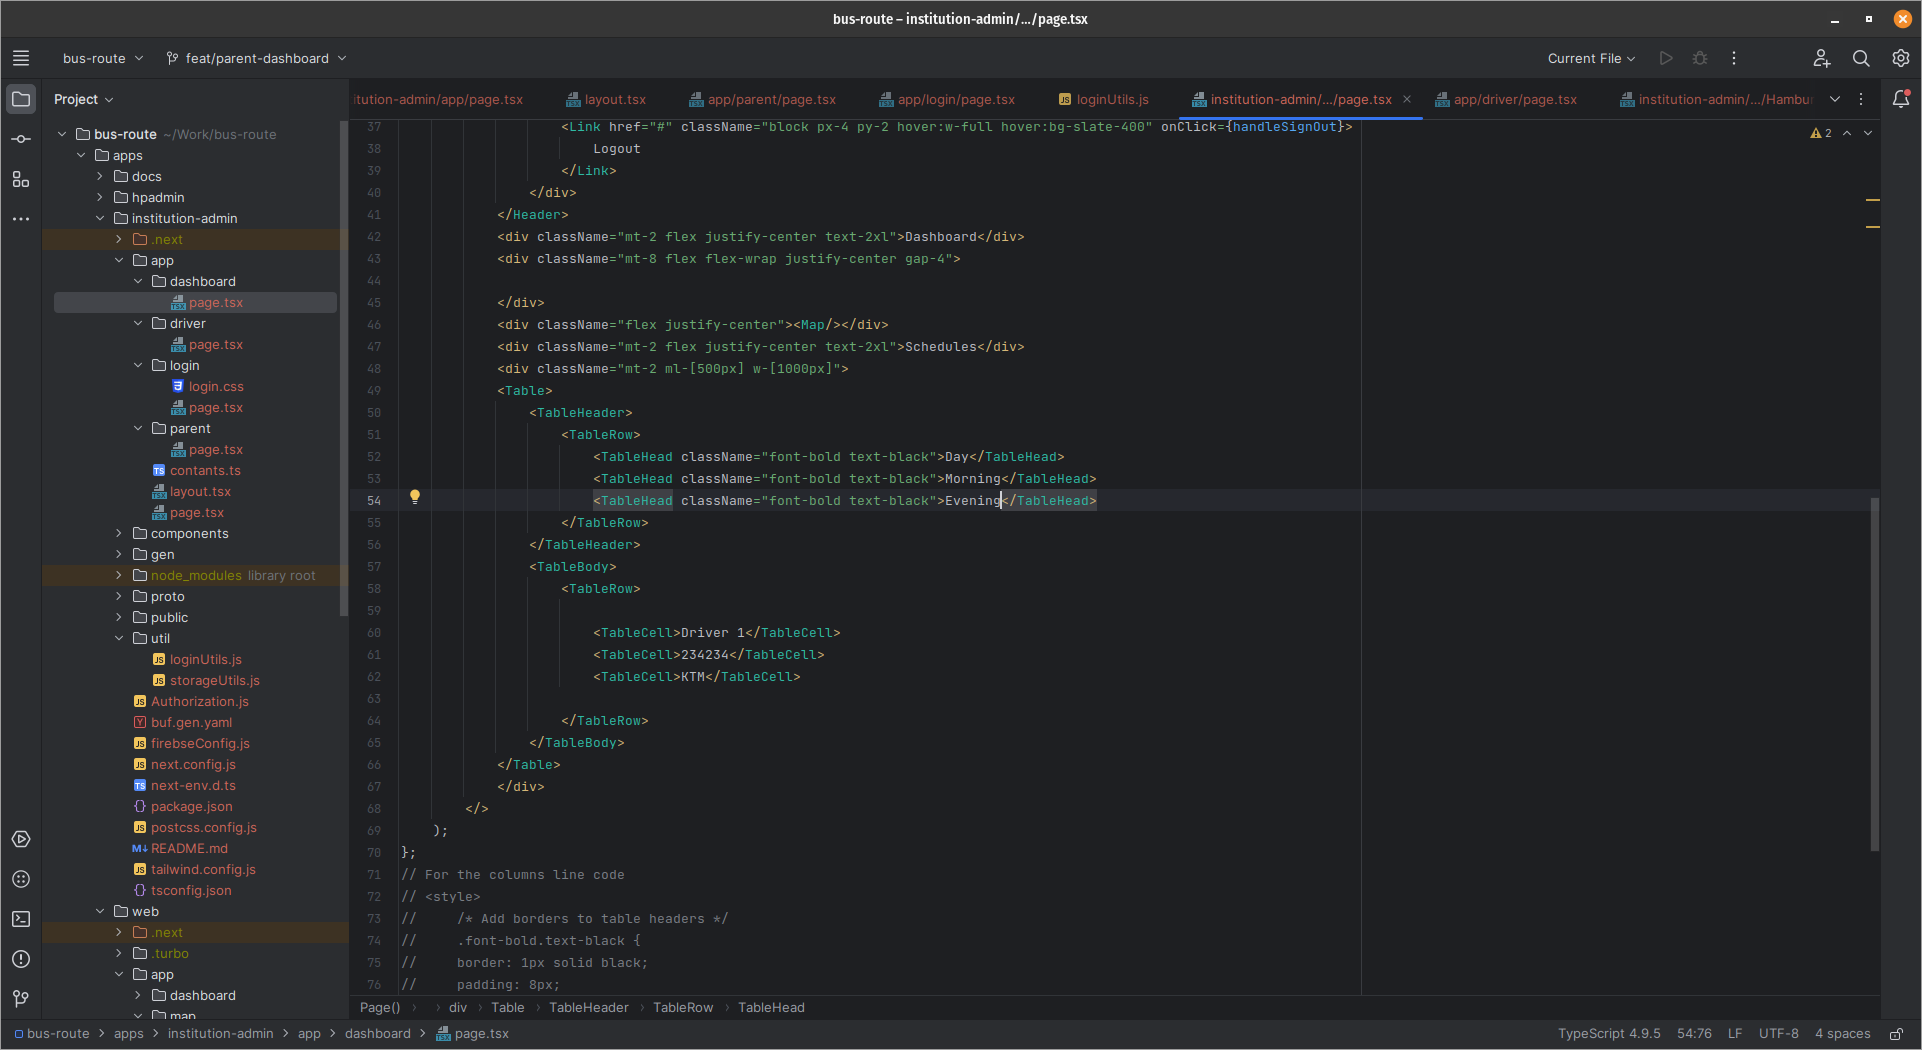 bus-route – institution-admin/.../page.tsx
bus-route
feat/parent-dashboard
Current File
Project
itution-admin/app/page.tsx
layout.tsx
app/parent/page.tsx
app/login/page.tsx
loginUtils.js
institution-admin/.../page.tsx
app/driver/page.tsx
institution-admin/.../Hambur
bus-route ~/Work/bus-route
apps
docs
hpadmin
institution-admin
.next
app
dashboard
page.tsx
driver
page.tsx
login
login.css
page.tsx
parent
page.tsx
contants.ts
layout.tsx
page.tsx
components
gen
node_modules library root
proto
public
util
loginUtils.js
storageUtils.js
Authorization.js
buf.gen.yaml
firebseConfig.js
next.config.js
next-env.d.ts
package.json
postcss.config.js
README.md
tailwind.config.js
tsconfig.json
web
.next
.turbo
app
dashboard
map
2
37 <Link href="#" className="block px-4 py-2 hover:w-full hover:bg-slate-400" onClick={handleSignOut}>
38 Logout
39 </Link>
40 </div>
41 </Header>
42 <div className="mt-2 flex justify-center text-2xl">Dashboard</div>
43 <div className="mt-8 flex flex-wrap justify-center gap-4">
44
45 </div>
46 <div className="flex justify-center"><Map/></div>
47 <div className="mt-2 flex justify-center text-2xl">Schedules</div>
48 <div className="mt-2 ml-[500px] w-[1000px]">
49 <Table>
50 <TableHeader>
51 <TableRow>
52 <TableHead className="font-bold text-black">Day</TableHead>
53 <TableHead className="font-bold text-black">Morning</TableHead>
54 <TableHead className="font-bold text-black">Evening</TableHead>
55 </TableRow>
56 </TableHeader>
57 <TableBody>
58 <TableRow>
59
60 <TableCell>Driver 1</TableCell>
61 <TableCell>234234</TableCell>
62 <TableCell>KTM</TableCell>
63
64 </TableRow>
65 </TableBody>
66 </Table>
67 </div>
68 </>
69 );
70 };
71 // For the columns line code
72 // <style>
73 // /* Add borders to table headers */
74 // .font-bold.text-black {
75 // border: 1px solid black;
76 // padding: 8px;
Page() › › div › Table › TableHeader › TableRow › TableHead
bus-route › apps › institution-admin › app › dashboard › page.tsx
TypeScript 4.9.5 54:76 LF UTF-8 4 spaces